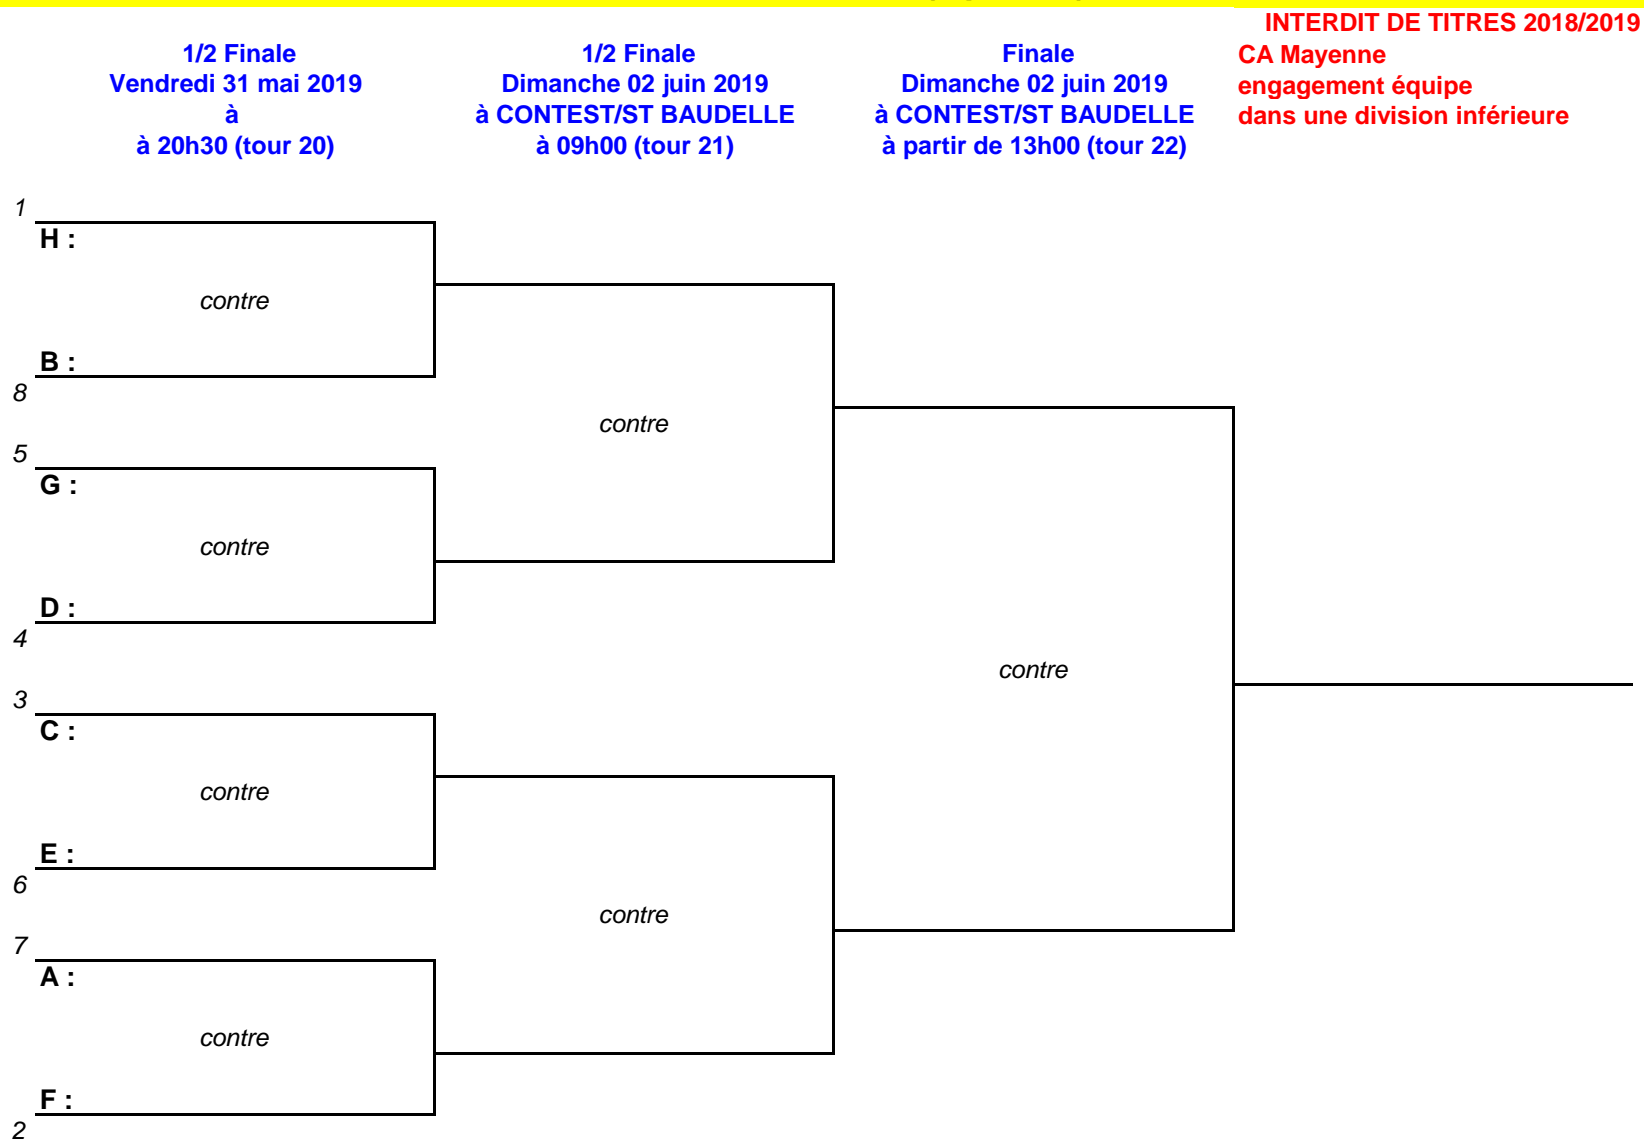 INTERDIT DE TITRES 2018/2019
1/2 Finale
Vendredi 31 mai 2019
à
à 20h30 (tour 20)
1/2 Finale
Dimanche 02 juin 2019
à CONTEST/ST BAUDELLE
à 09h00 (tour 21)
Finale
Dimanche 02 juin 2019
à CONTEST/ST BAUDELLE
à partir de 13h00 (tour 22)
CA Mayenne
engagement équipe
dans une division inférieure
1
H :
contre
B :
8
contre
5
G :
contre
D :
4
contre
3
C :
contre
E :
6
contre
7
A :
contre
F :
2